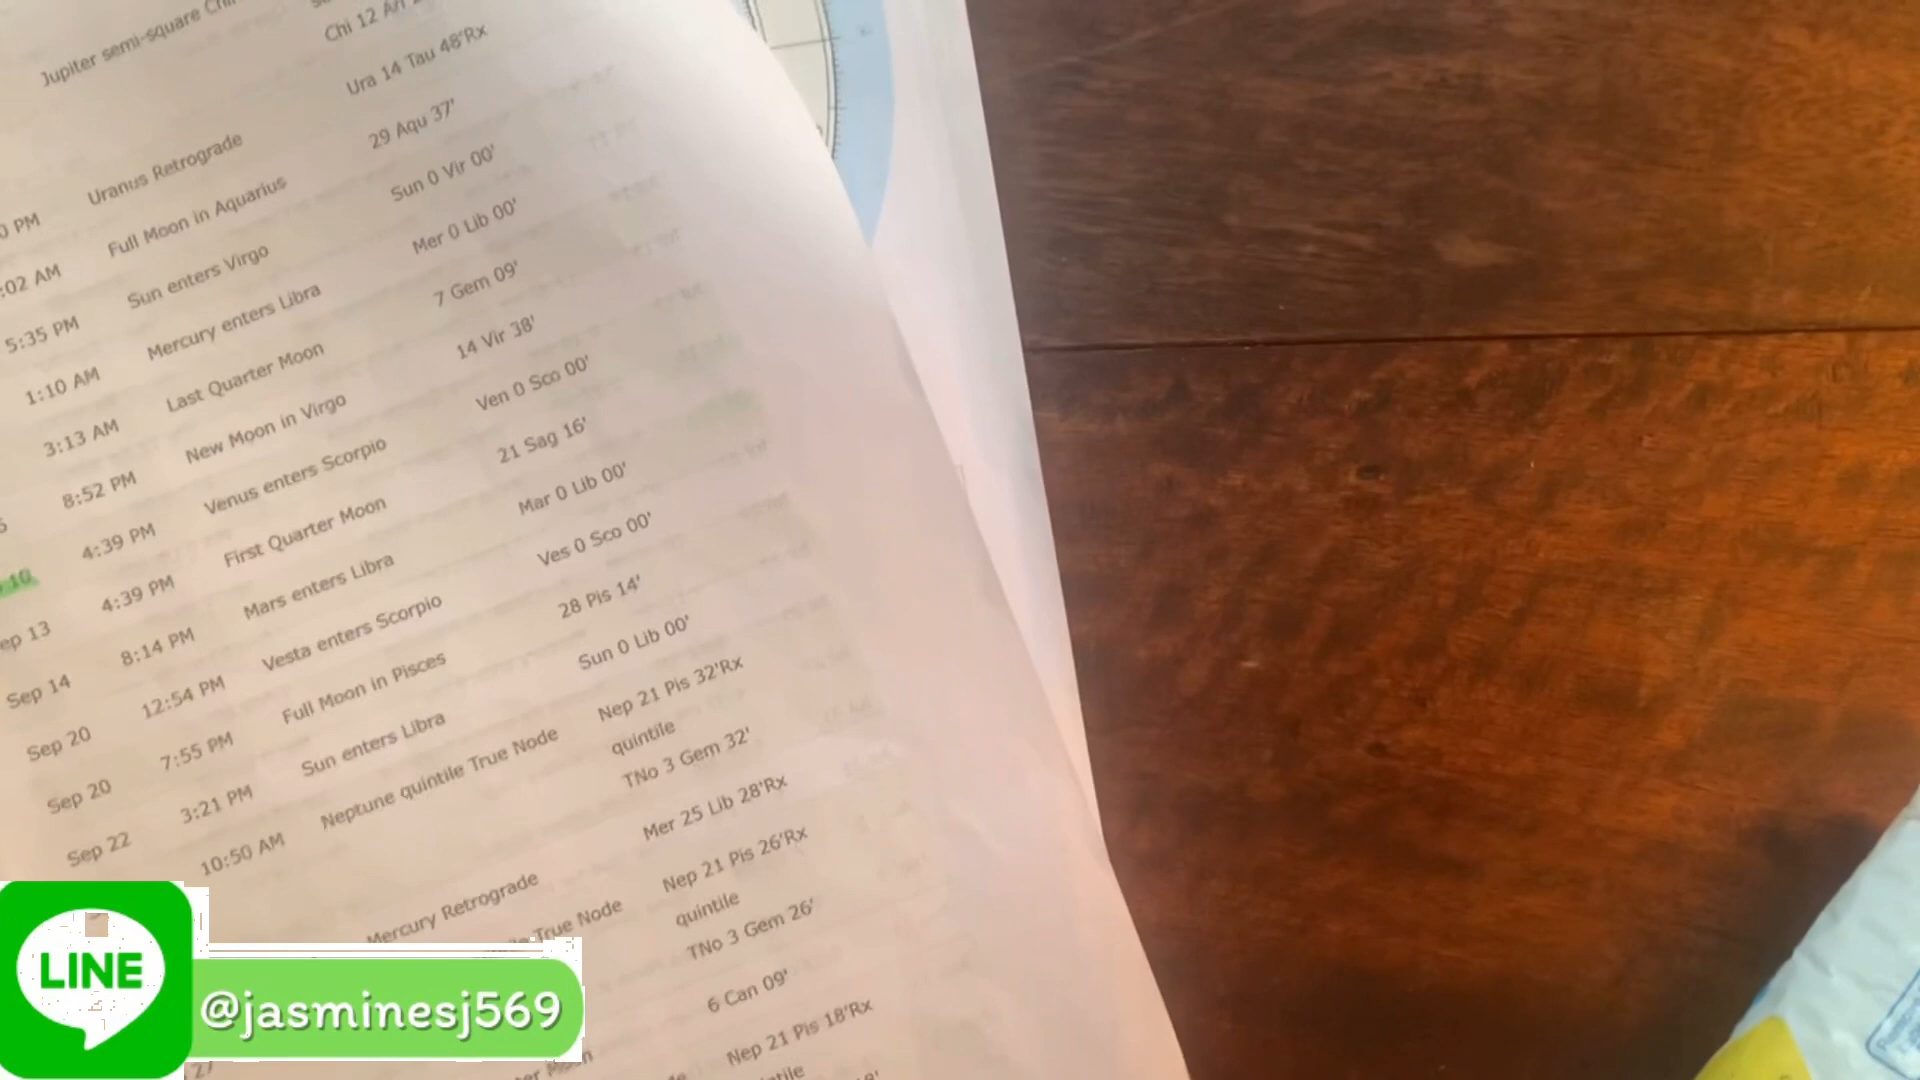 Jupiter semi-square
Chi 12
Ura 14 Tau 48'Rx
PM Uranus Retrograde 29 Aqu 37'
:02 AM Full Moon in Aquarius Sun 0 Vir 00'
5:35 PM Sun enters Virgo Mer 0 Lib 00'
1:10 AM Mercury enters Libra 7 Gem 09'
3:13 AM Last Quarter Moon 14 Vir 38'
8:52 PM New Moon in Virgo Ven 0 Sco 00'
4:39 PM Venus enters Scorpio 21 Sag 16'
10 4:39 PM First Quarter Moon Mar 0 Lib 00'
ep 13 8:14 PM Mars enters Libra Ves 0 Sco 00'
Sep 14 12:54 PM Vesta enters Scorpio 28 Pis 14'
Sep 20 7:55 PM Full Moon in Pisces Sun 0 Lib 00'
Sep 20 3:21 PM Sun enters Libra Nep 21 Pis 32'Rx
quintile
Sep 22 10:50 AM Neptune quintile True Node TNo 3 Gem 32'
Mer 25 Lib 28'Rx
Mercury Retrograde Nep 21 Pis 26'Rx
quintile
True Node TNo 3 Gem 26'
6 Can 09'
Nep 21 Pis 18'Rx
27
LINE
@jasminesj569